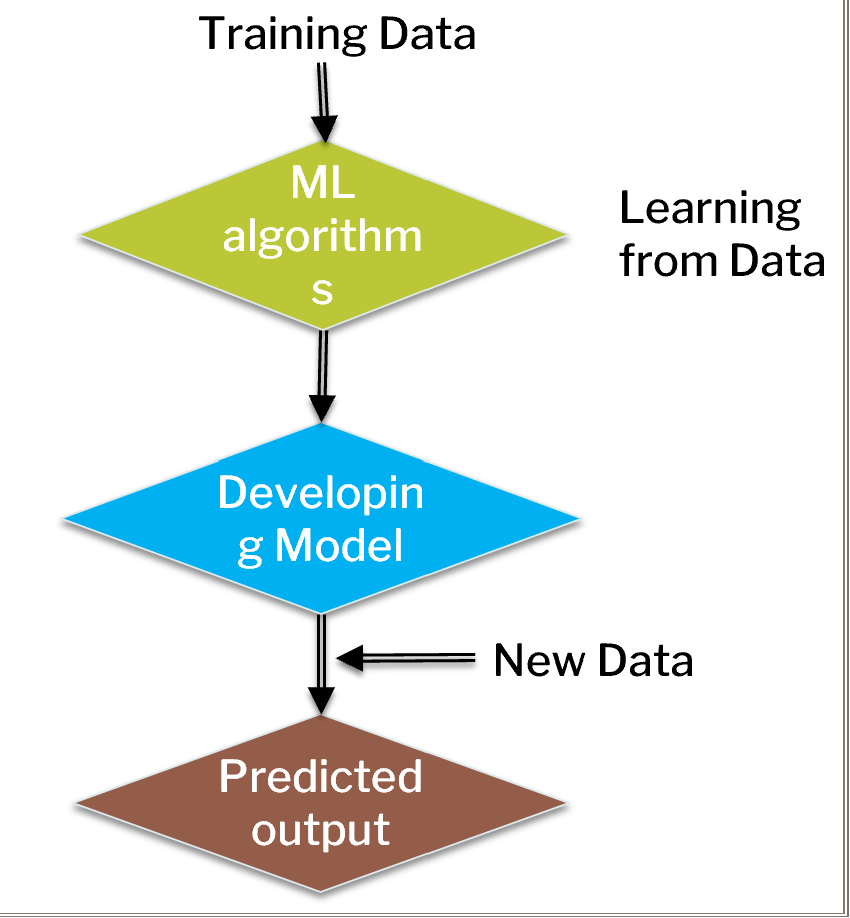 Training Data
ML
algorithm
s
Learning
from Data
Developin
g Model
New Data
Predicted
output